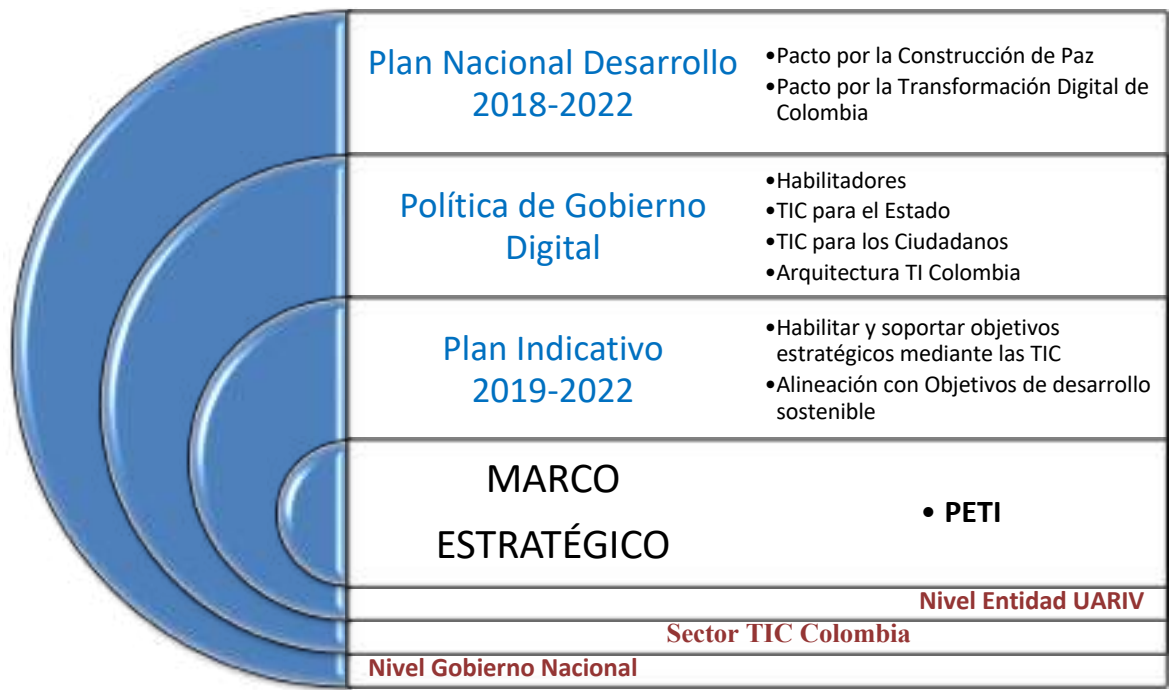 Plan Nacional Desarrollo
2018-2022
•Pacto por la Construcción de Paz
•Pacto por la Transformación Digital de
Colombia
Política de Gobierno
Digital
•Habilitadores
•TIC para el Estado
•TIC para los Ciudadanos
•Arquitectura TI Colombia
Plan Indicativo
2019-2022
•Habilitar y soportar objetivos
estratégicos mediante las TIC
•Alineación con Objetivos de desarrollo
sostenible
MARCO
ESTRATÉGICO
• PETI
Nivel Entidad UARIV
Sector TIC Colombia
Nivel Gobierno Nacional